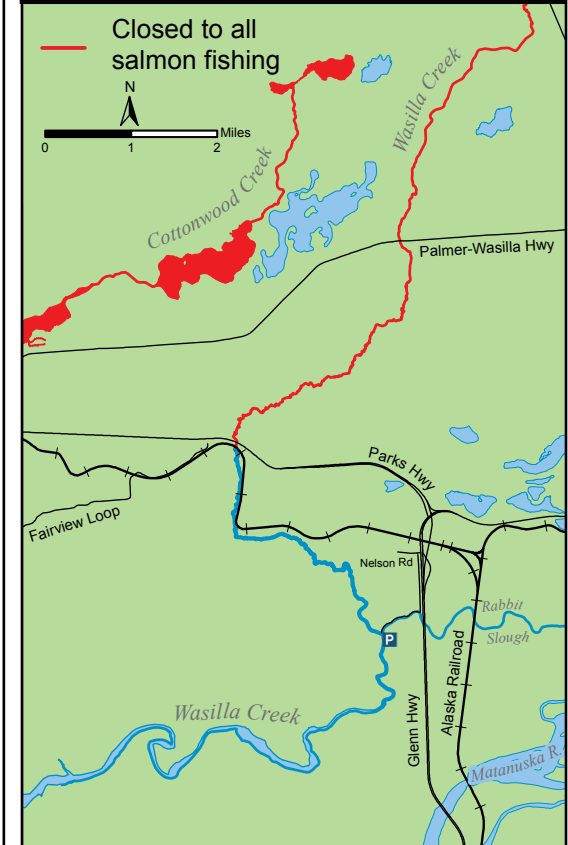 Closed to all
salmon fishing
N
0 1 2 Miles
Wasilla Creek
Cottonwood Creek
Palmer-Wasilla Hwy
Parks Hwy
Fairview Loop
Nelson Rd
Rabbit
Slough
P
Alaska Railroad
Glenn Hwy
Wasilla Creek
Matanuska R.